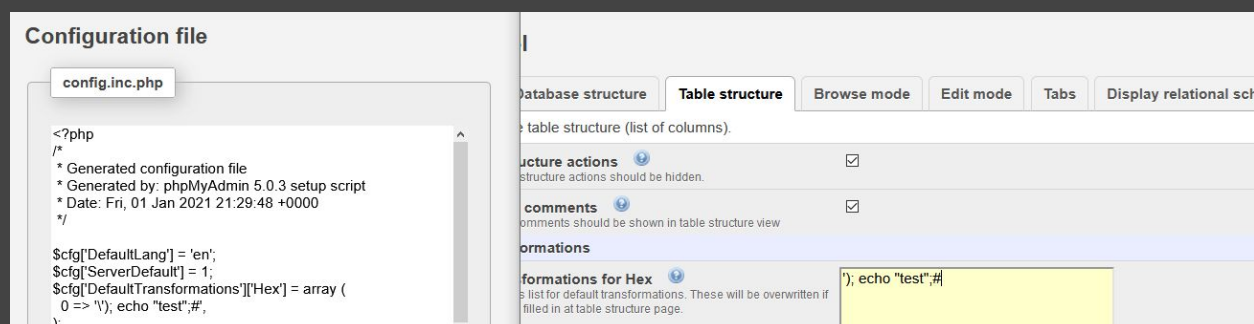 Configuration file
config.inc.php
<?php
/*
* Generated configuration file
* Generated by: phpMyAdmin 5.0.3 setup script
* Date: Fri, 01 Jan 2021 21:29:48 +0000
*/
$cfg['DefaultLang'] = 'en';
$cfg['ServerDefault'] = 1;
$cfg['DefaultTransformations']['Hex'] = array (
0 => '\'); echo "test";#',
);
Database structure Table structure Browse mode Edit mode Tabs Display relational sch
table structure (list of columns).
ucture actions
structure actions should be hidden.
comments
omments should be shown in table structure view
ormations
formations for Hex
s list for default transformations. These will be overwritten if
filled in at table structure page.
'); echo "test";#